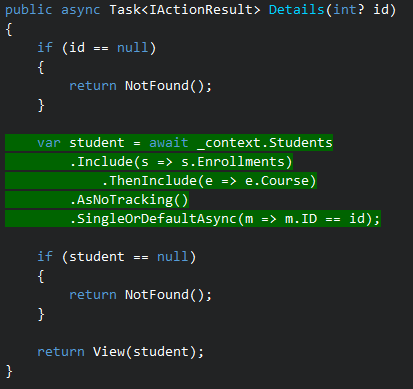 public async Task<IActionResult> Details(int? id)
{
    if (id == null)
    {
        return NotFound();
    }

    var student = await _context.Students
        .Include(s => s.Enrollments)
            .ThenInclude(e => e.Course)
        .AsNoTracking()
        .SingleOrDefaultAsync(m => m.ID == id);

    if (student == null)
    {
        return NotFound();
    }

    return View(student);
}